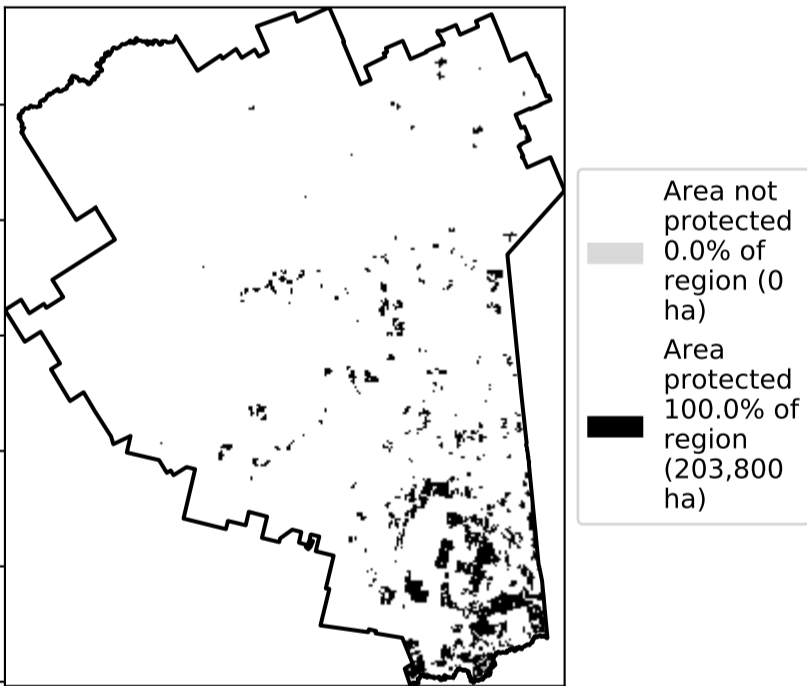 Area not
protected
0.0% of
region (0
ha)
Area
protected
100.0% of
region
(203,800
ha)